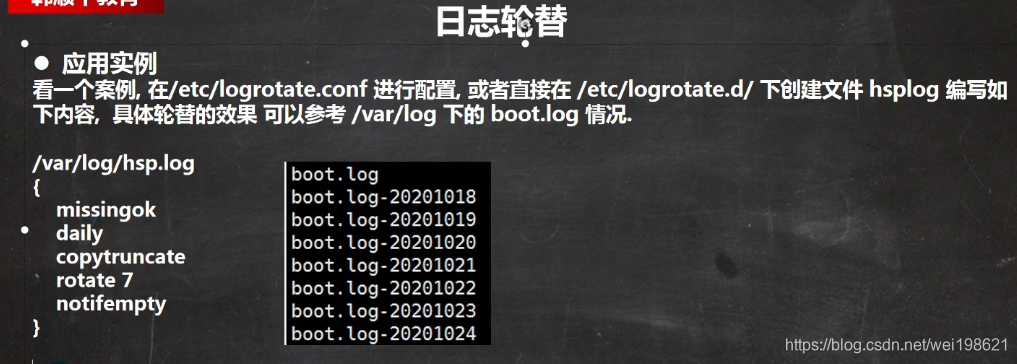 韩顺平教育
日志轮替
● 应用实例
看一个案例, 在/etc/logrotate.conf 进行配置, 或者直接在 /etc/logrotate.d/ 下创建文件 hsplog 编写如
下内容, 具体轮替的效果 可以参考 /var/log 下的 boot.log 情况.
/var/log/hsp.log
{
missingok
daily
copytruncate
rotate 7
notifempty
}
boot.log
boot.log-20201018
boot.log-20201019
boot.log-20201020
boot.log-20201021
boot.log-20201022
boot.log-20201023
boot.log-20201024
https://blog.csdn.net/wei198621